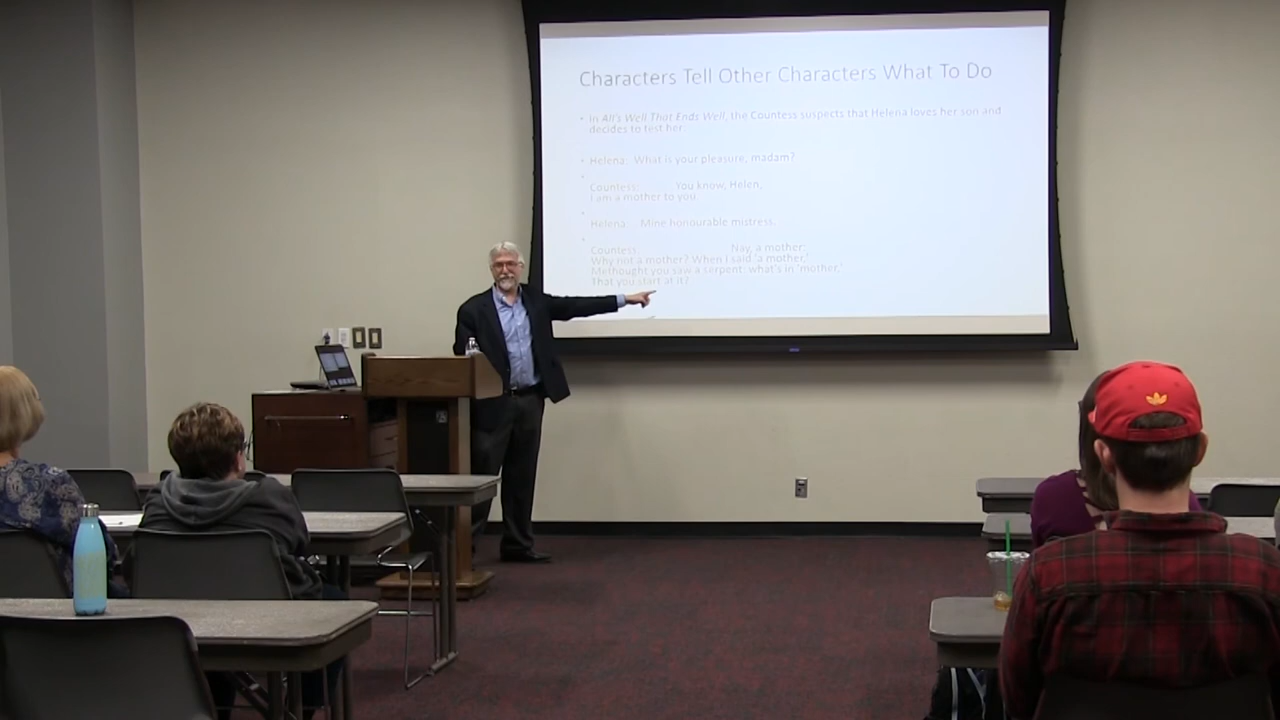 Characters Tell Other Characters What To Do
• In All's Well That Ends Well, the Countess suspects that Helena loves her son and
decides to test her.
• Helena: What is your pleasure, madam?
•
Countess: You know, Helen,
I am a mother to you.
•
Helena: Mine honourable mistress.
•
Countess: Nay, a mother:
Why not a mother? When I said 'a mother,'
Methought you saw a serpent: what's in 'mother,'
That you start at it?